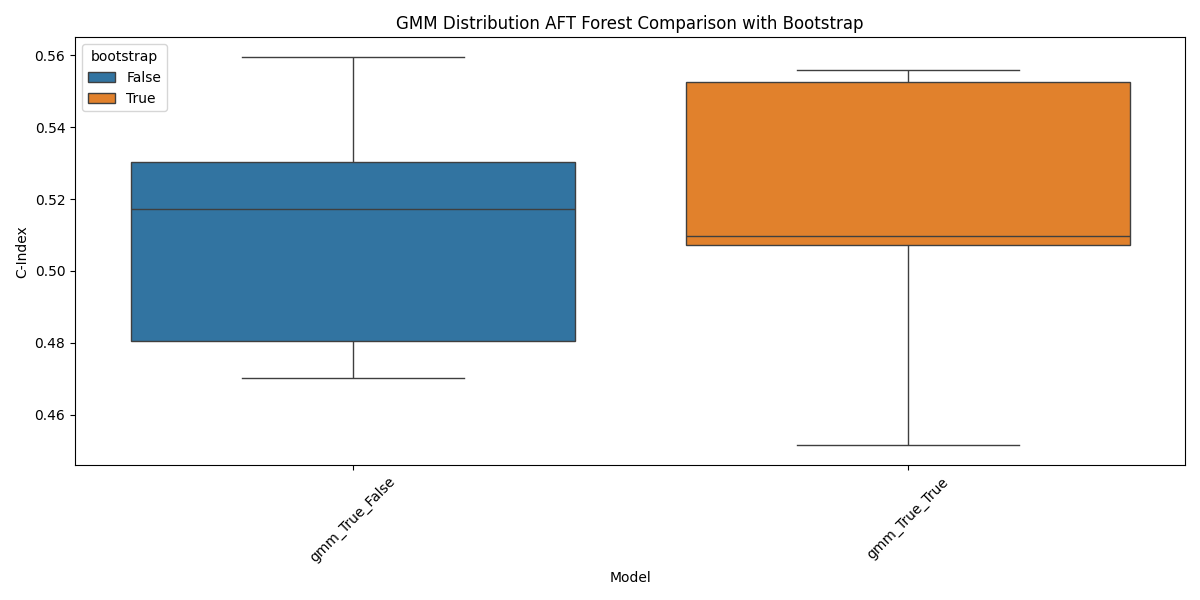 GMM Distribution AFT Forest Comparison with Bootstrap
bootstrap
False
True
C-Index
0.56
0.54
0.52
0.50
0.48
0.46
gmm_True_False
gmm_True_True
Model